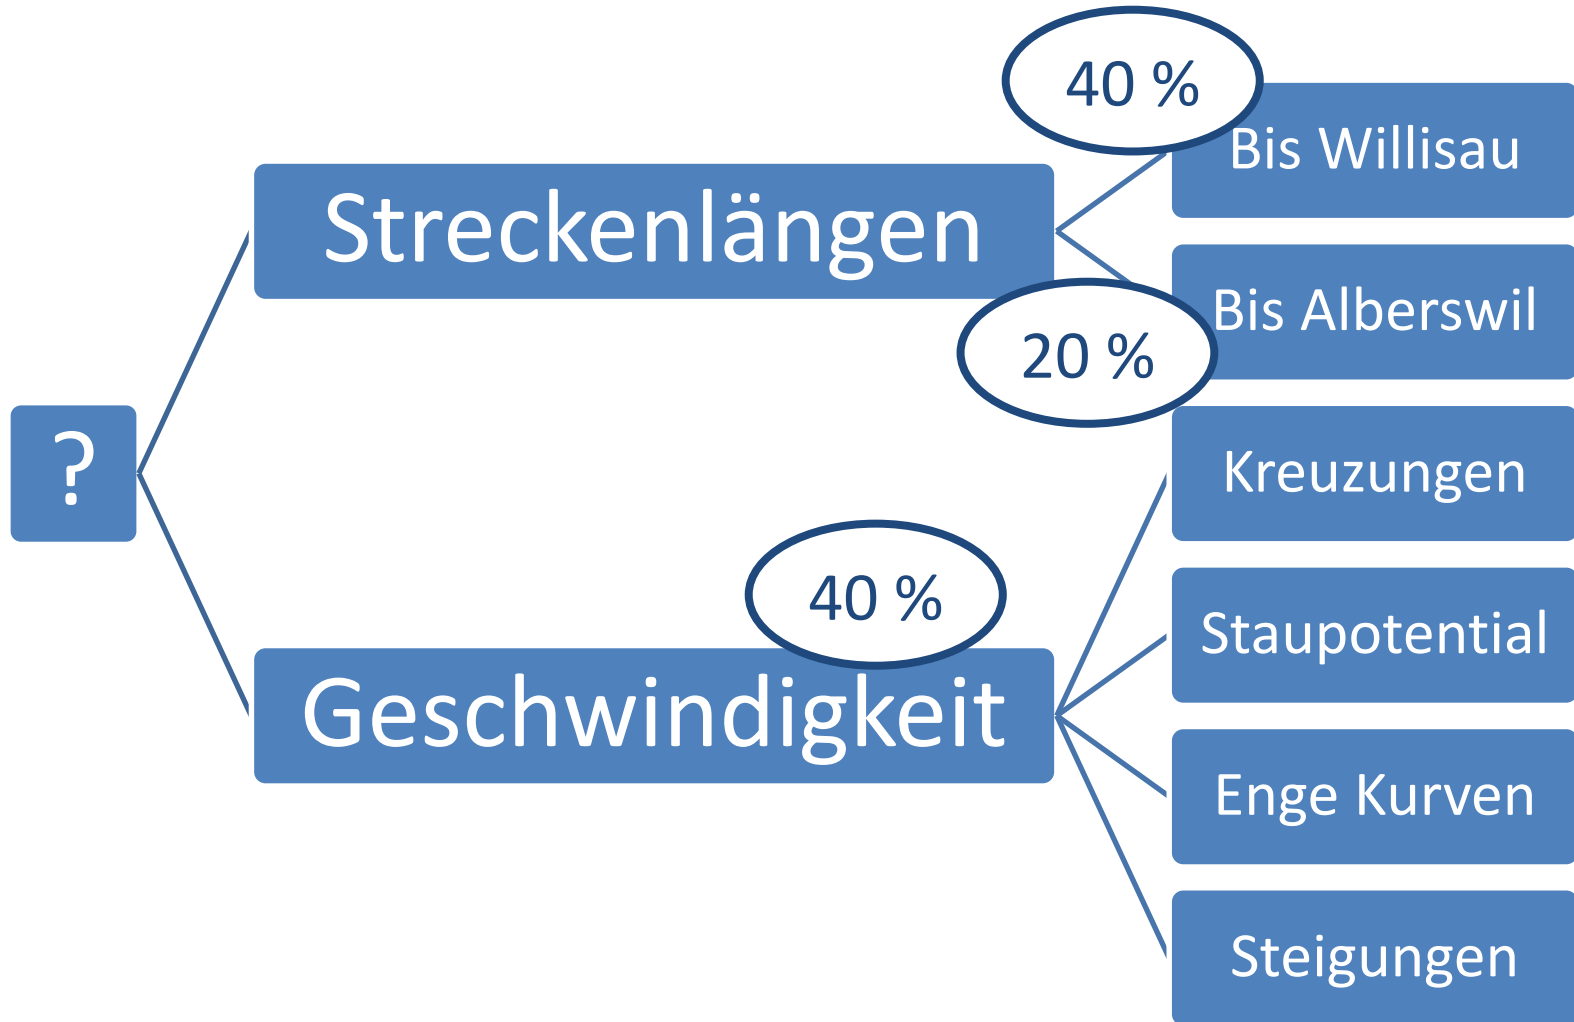 40 %
Bis Willisau
Streckenlängen
Bis Alberswil
20 %
?
Kreuzungen
40 %
Staupotential
Geschwindigkeit
Enge Kurven
Steigungen